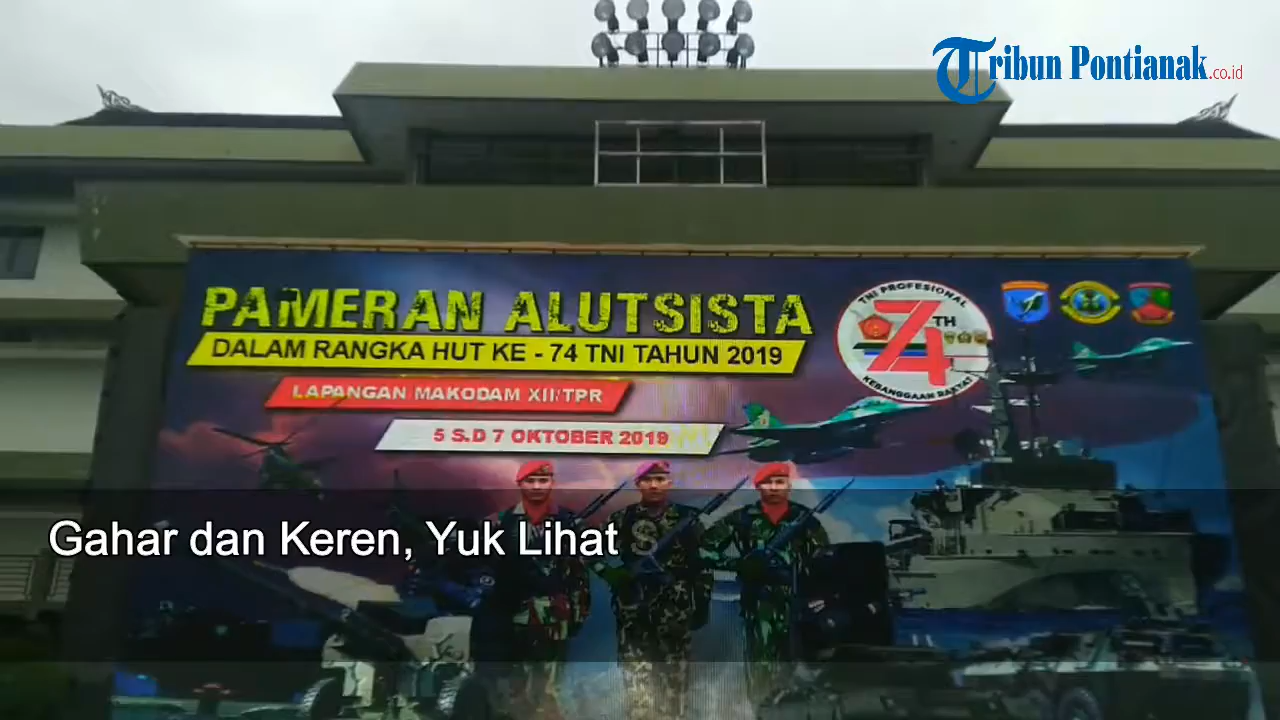 Tribun Pontianak.co.id
PAMERAN ALUTSISTA
DALAM RANGKA HUT KE - 74 TNI TAHUN 2019
LAPANGAN MAKODAM XII/TPR
5 S.D 7 OKTOBER 2019
TNI PROFESIONAL
74TH
KEBANGGAAN RAKYAT
Gahar dan Keren, Yuk Lihat S